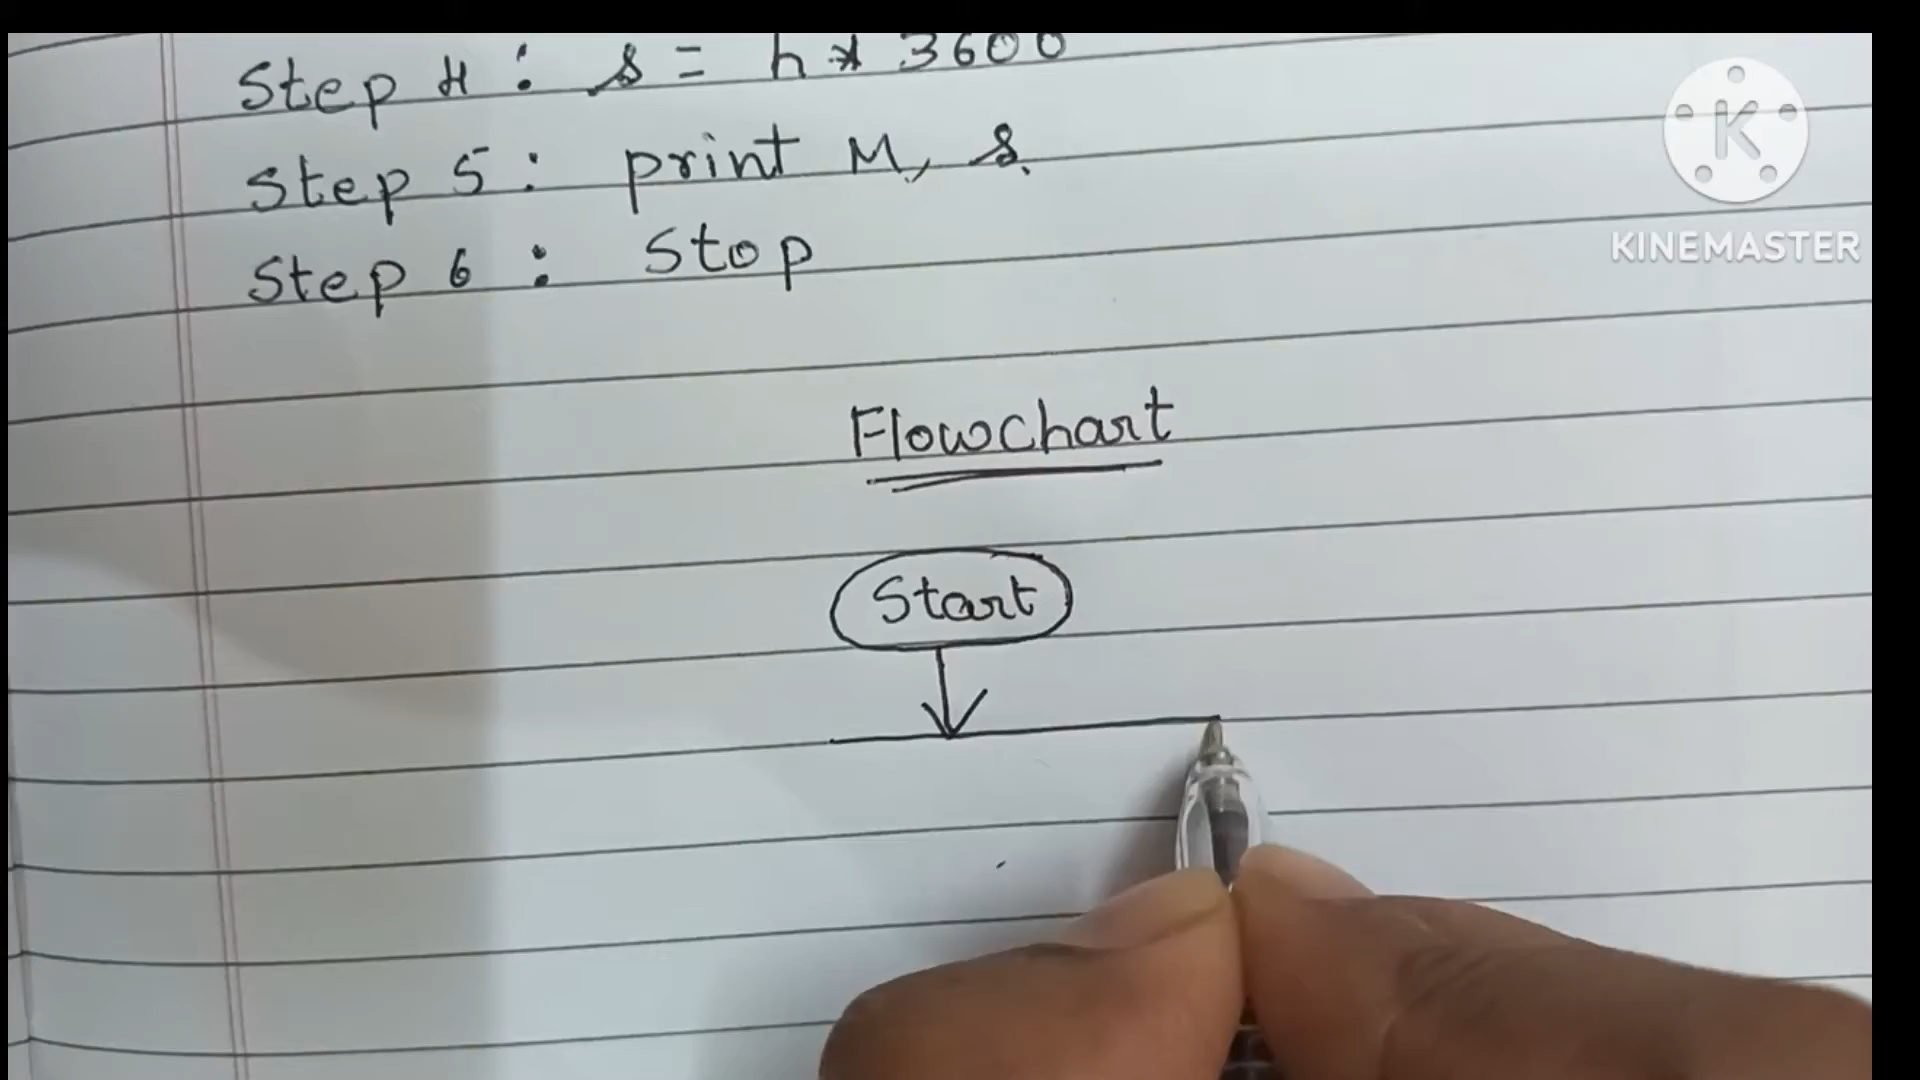 Step 4 : s = h * 3600
Step 5 : print M, s.
Step 6 : Stop
Flowchart
Start
K
KINEMASTER